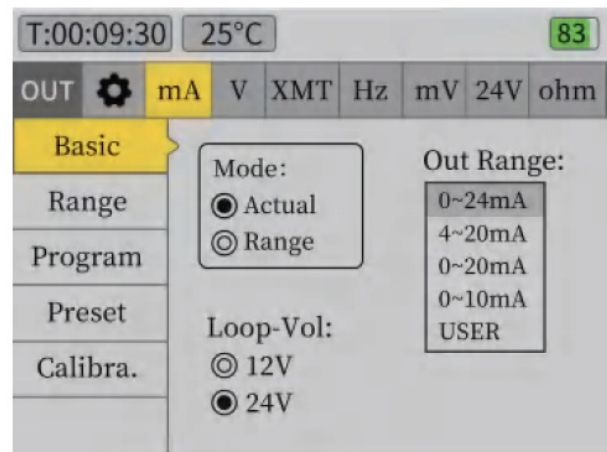 T:00:09:30 25°C 83
OUT mA V XMT Hz mV 24V ohm
Basic
Range
Program
Preset
Calibra.
Mode:
Actual
Range
Loop-Vol:
12V
24V
Out Range:
0~24mA
4~20mA
0~20mA
0~10mA
USER